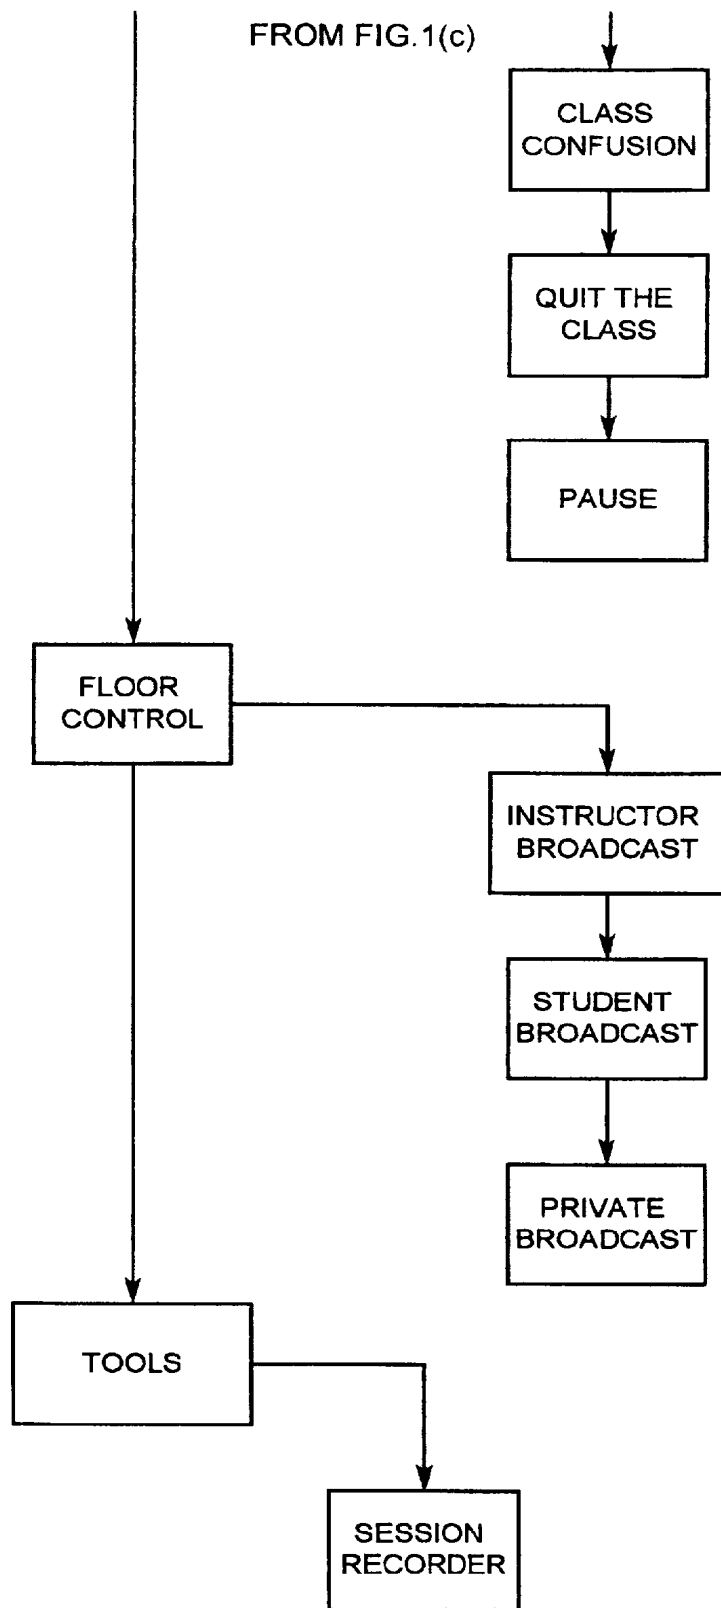 FROM FIG.1(c)
CLASS
CONFUSION
QUIT THE
CLASS
PAUSE
FLOOR
CONTROL
INSTRUCTOR
BROADCAST
STUDENT
BROADCAST
PRIVATE
BROADCAST
TOOLS
SESSION
RECORDER